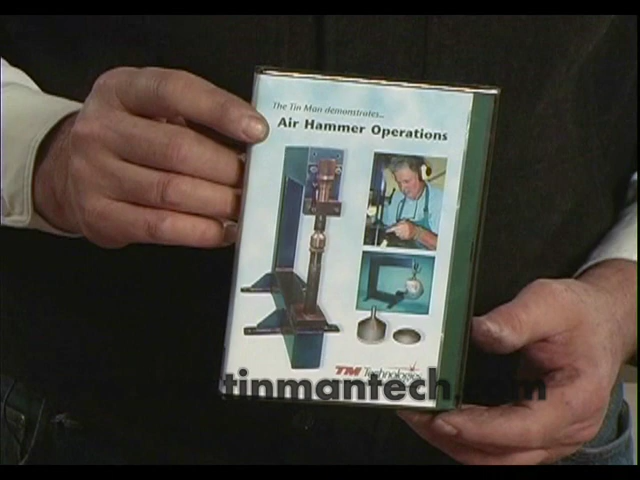 The Tin Man demonstrates...
Air Hammer Operations
TM Technologies
tinmantech.com